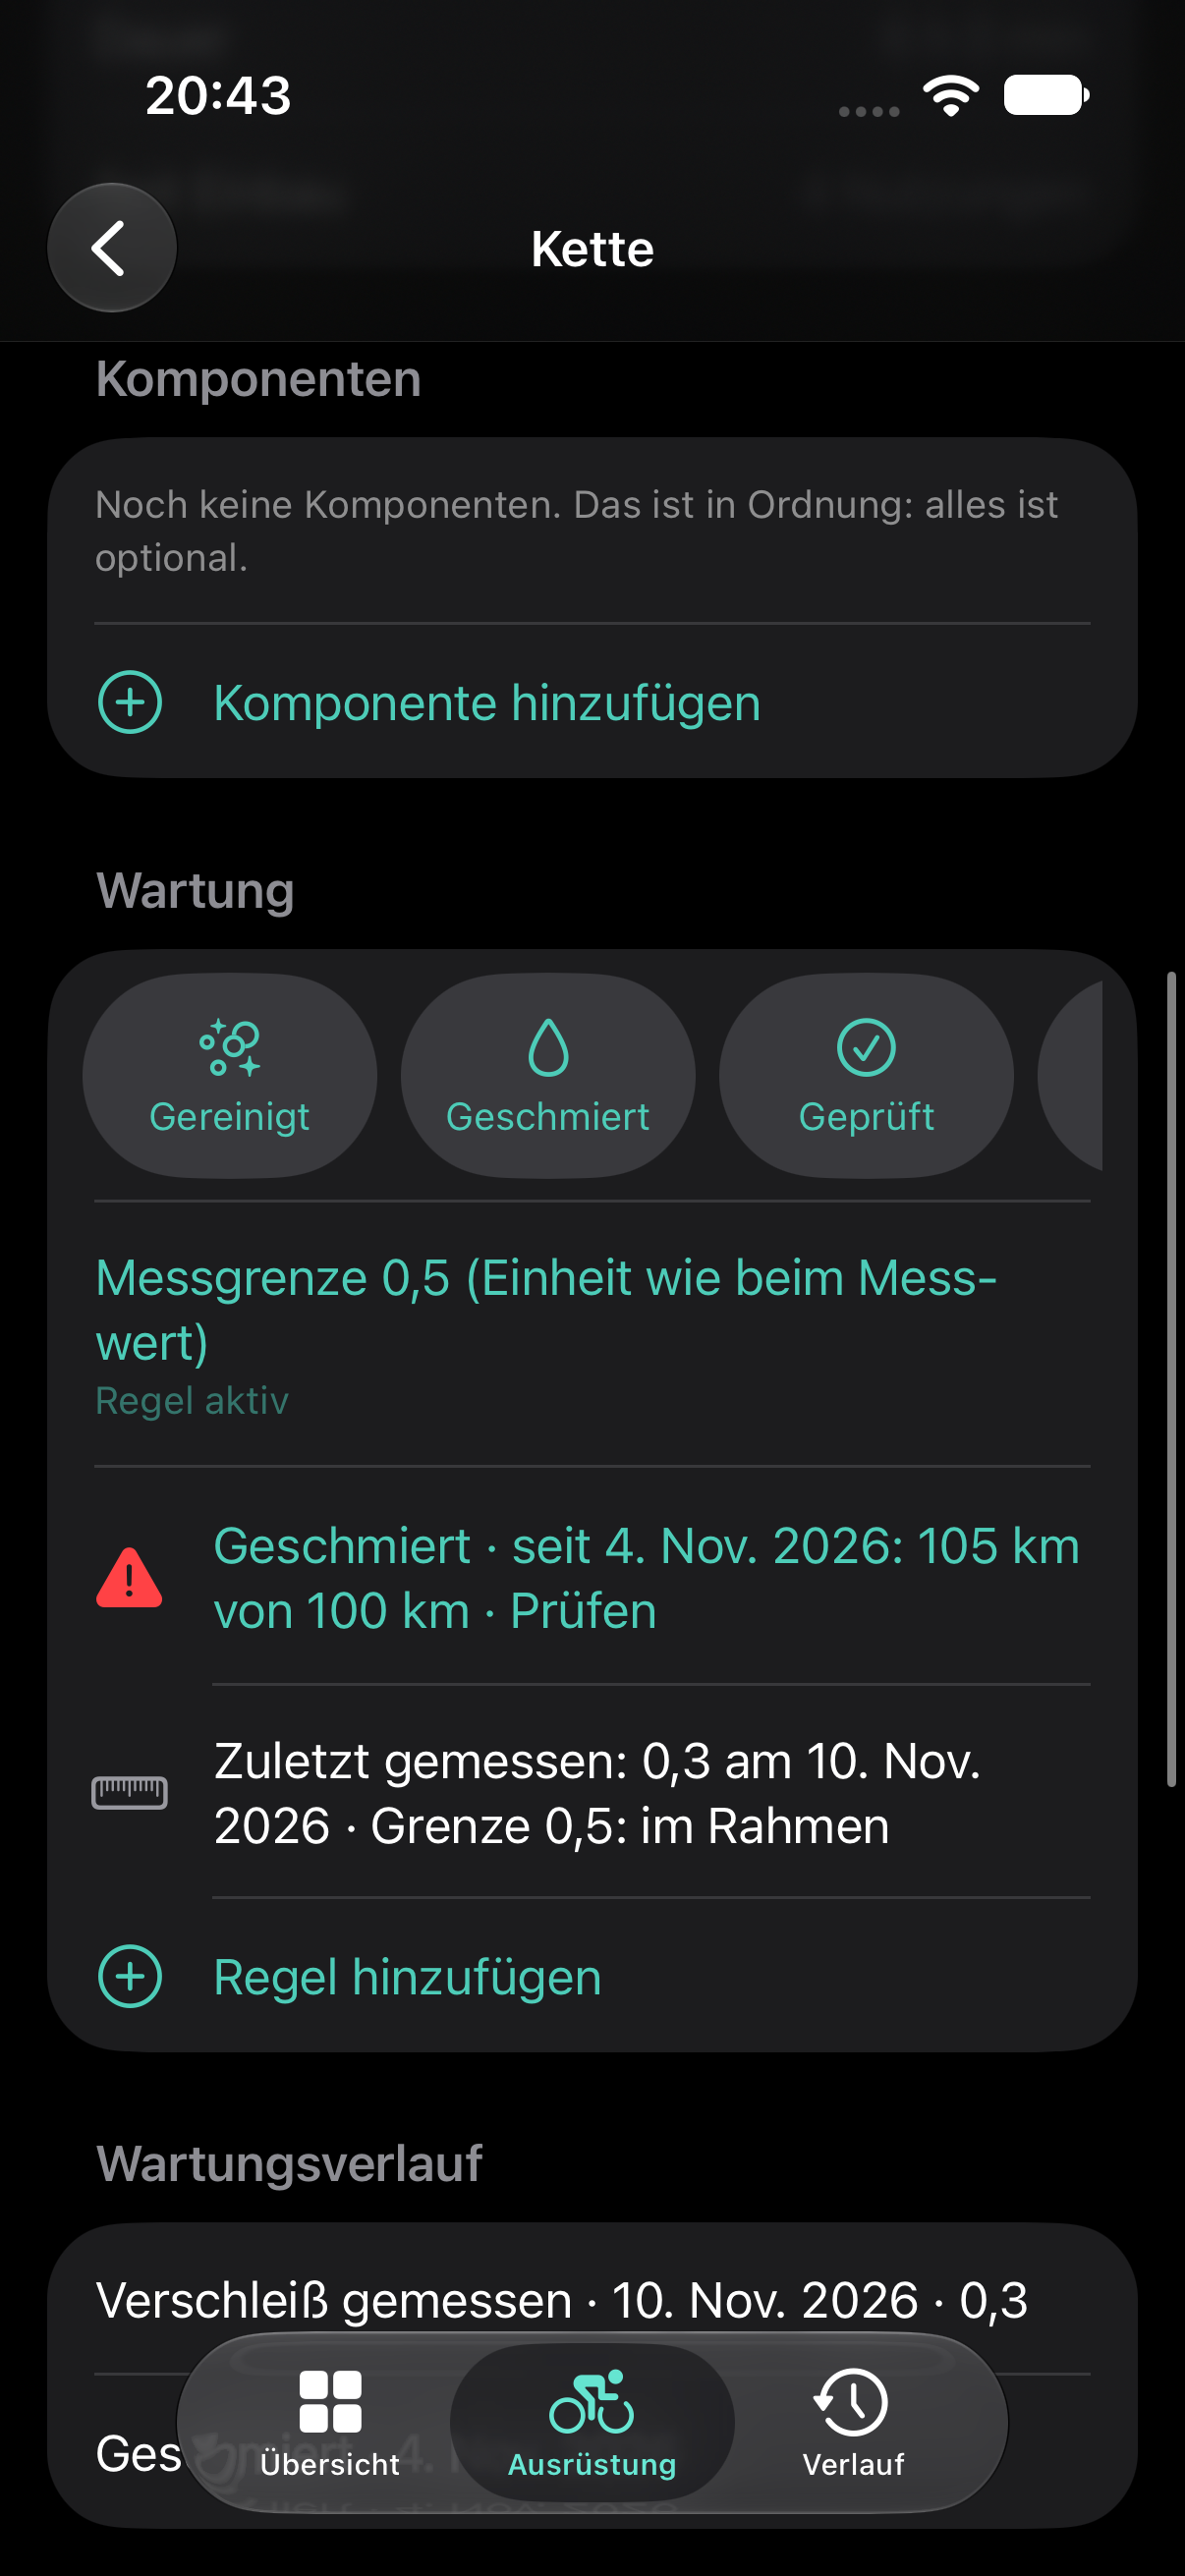 20:43
Kette
Komponenten
Noch keine Komponenten. Das ist in Ordnung: alles ist
optional.
Komponente hinzufügen
Wartung
Gereinigt
Geschmiert
Geprüft
Messgrenze 0,5 (Einheit wie beim Mess-
wert)
Regel aktiv
Geschmiert · seit 4. Nov. 2026: 105 km
von 100 km · Prüfen
Zuletzt gemessen: 0,3 am 10. Nov.
2026 · Grenze 0,5: im Rahmen
Regel hinzufügen
Wartungsverlauf
Verschleiß gemessen · 10. Nov. 2026 · 0,3
Übersicht
Ausrüstung
Verlauf